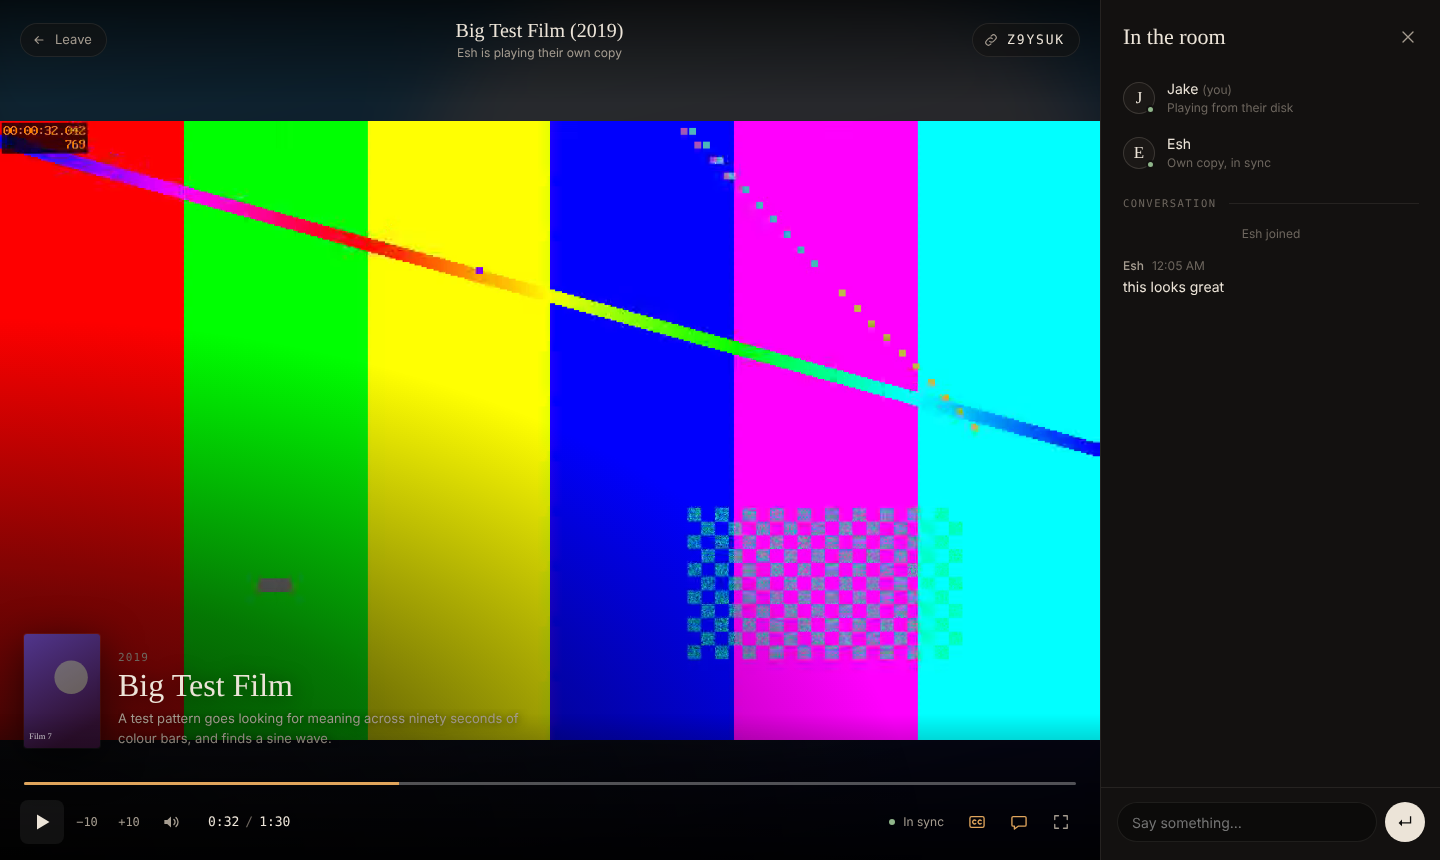 Leave
Big Test Film (2019)
Esh is playing their own copy
Z9YSUK
00:00:32.042
769
2019
Big Test Film
A test pattern goes looking for meaning across ninety seconds of
colour bars, and finds a sine wave.
Film 7
−10
+10
0:32 / 1:30
In sync
CC
In the room
J
Jake (you)
Playing from their disk
E
Esh
Own copy, in sync
CONVERSATION
Esh joined
Esh 12:05 AM
this looks great
Say something...